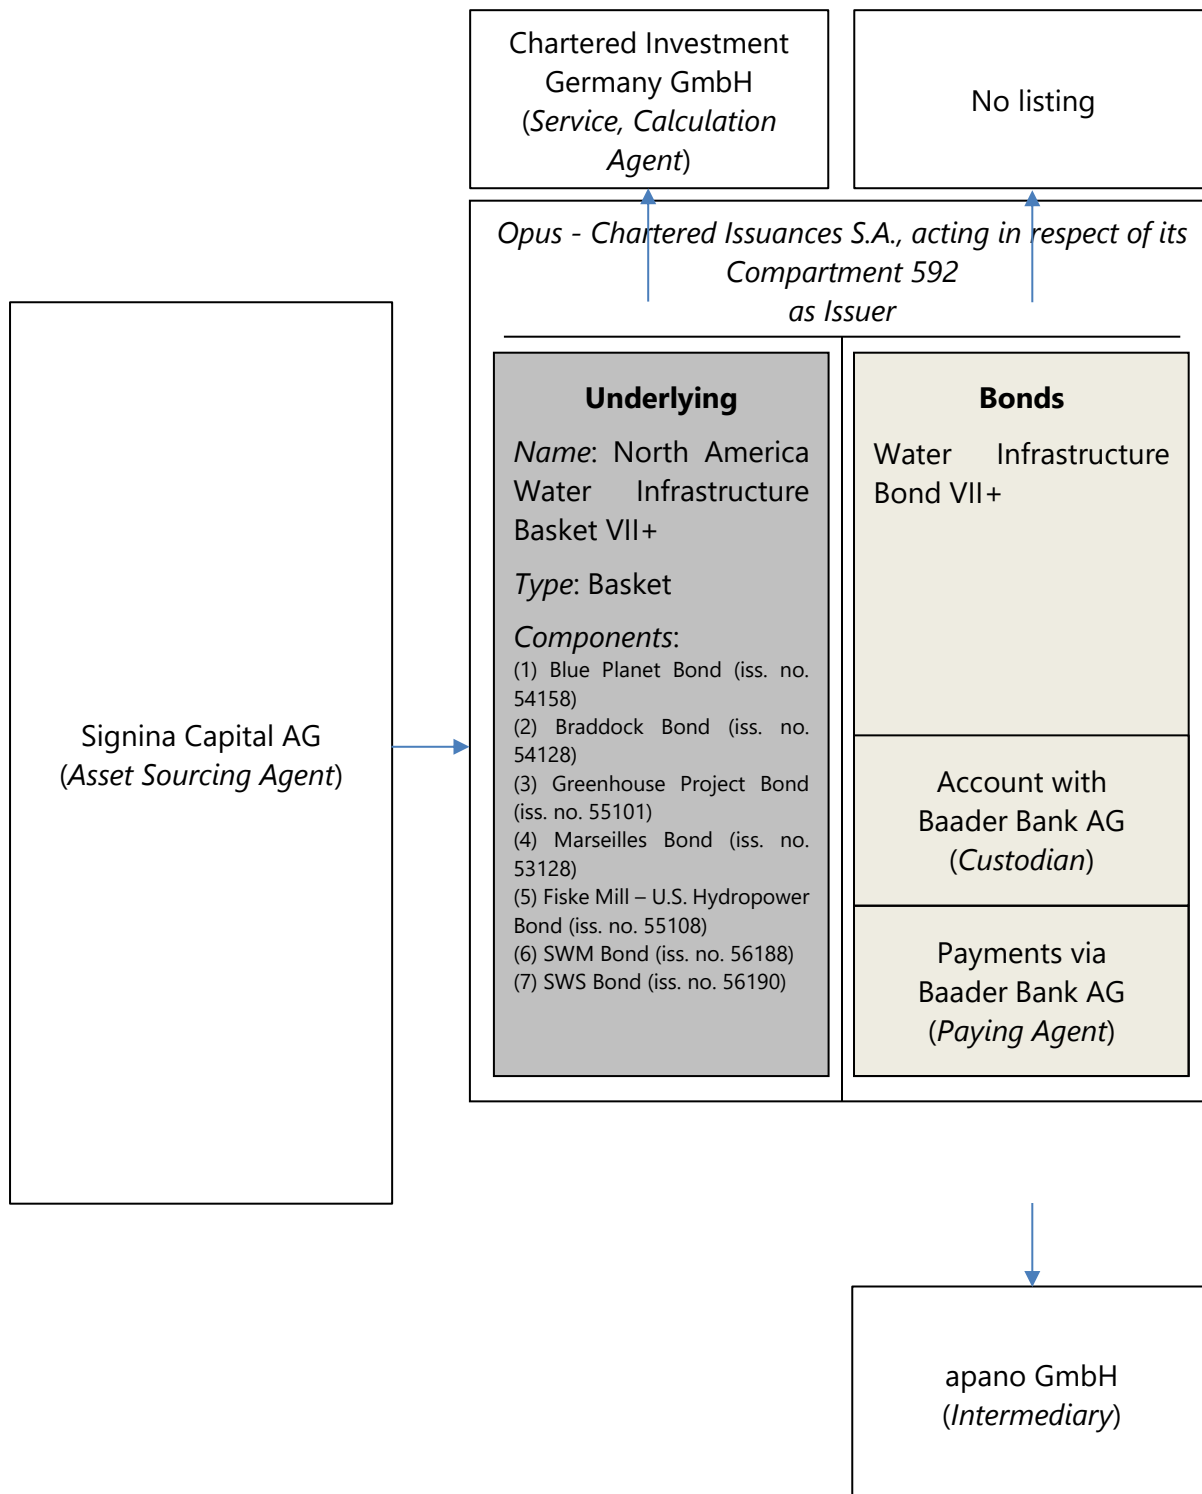 Chartered Investment
Germany GmbH
(Service, Calculation
Agent)
No listing
Opus - Chartered Issuances S.A., acting in respect of its
Compartment 592
as Issuer
Signina Capital AG
(Asset Sourcing Agent)
Underlying
Name: North America
Water Infrastructure
Basket VII+
Type: Basket
Components:
(1) Blue Planet Bond (iss. no.
54158)
(2) Braddock Bond (iss. no.
54128)
(3) Greenhouse Project Bond
(iss. no. 55101)
(4) Marseilles Bond (iss. no.
53128)
(5) Fiske Mill – U.S. Hydropower
Bond (iss. no. 55108)
(6) SWM Bond (iss. no. 56188)
(7) SWS Bond (iss. no. 56190)
Bonds
Water Infrastructure
Bond VII+
Account with
Baader Bank AG
(Custodian)
Payments via
Baader Bank AG
(Paying Agent)
apano GmbH
(Intermediary)